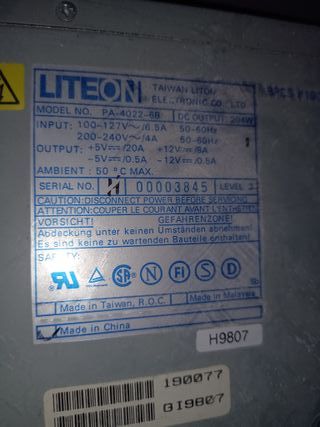 LITEON
TAIWAN LITON
ELECTRONIC CO. LTD
MODEL NO. PA-4022-6B DC OUTPUT 204W
INPUT: 100-127V~/6.5A 50-60Hz
200-240V~/4A 50-60Hz
OUTPUT: +5V⎓/20A +12V⎓/8A
-5V⎓/0.5A -12V⎓/0.5A
AMBIENT: 50 °C MAX.
SERIAL NO. 00003845 LEVEL 3
CAUTION: DISCONNECT POWER BEFORE SERVICING
ATTENTION: COUPER LE COURANT AVANT L'ENTRETIEN
VORSICHT! GEFAHRENZONE!
Abdeckung unter keinen Umständen abnehmen!
Es sind keine zu wartenden Bauteile enthalten!
SAFETY:
Made in Taiwan, R.O.C. Made in Malaysia
Made in China
H9807
190077
GI9807